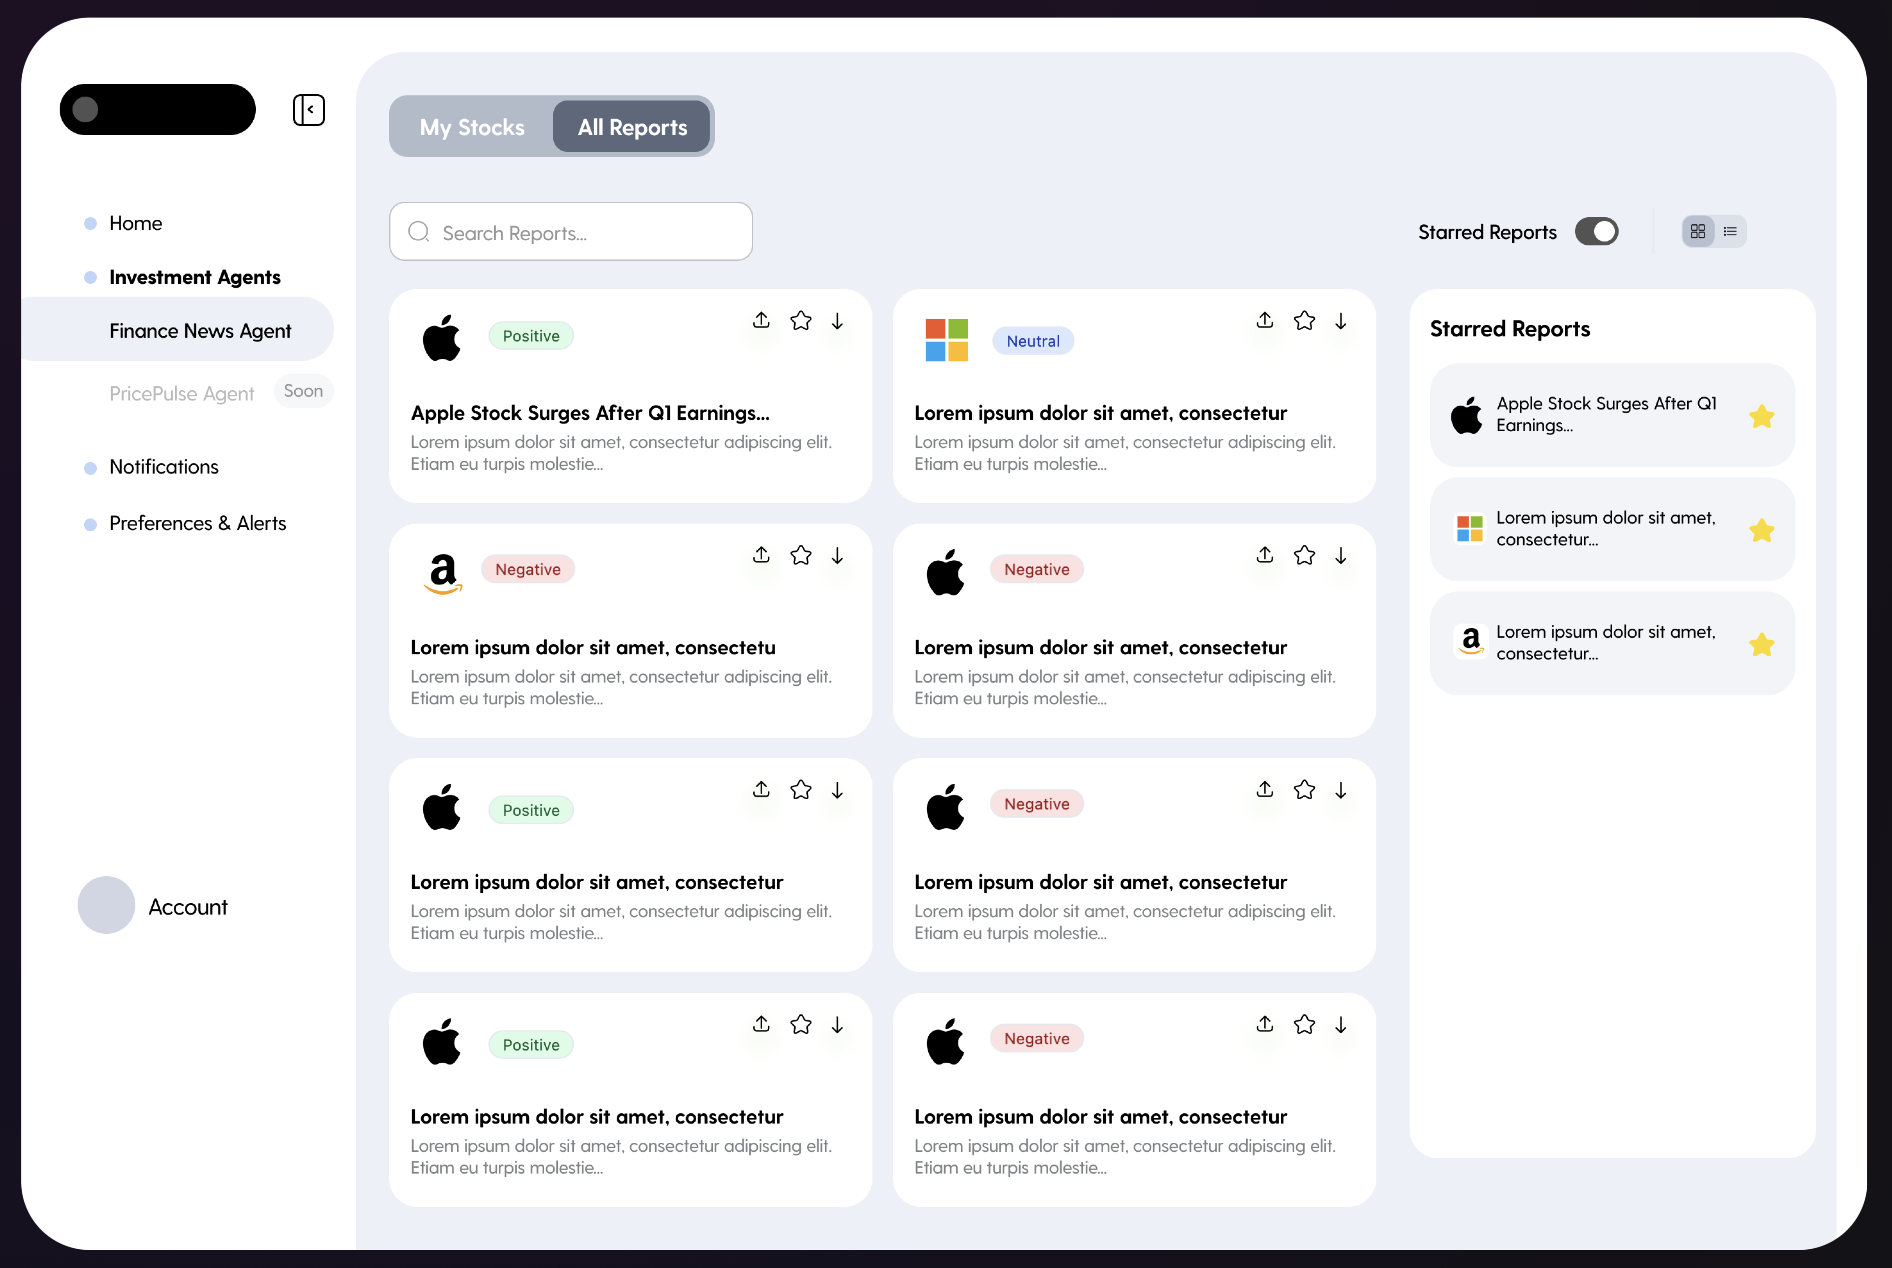 My Stocks
All Reports
Home
Investment Agents
Finance News Agent
PricePulse Agent
Soon
Notifications
Preferences & Alerts
Account
Search Reports...
Starred Reports
Positive
Apple Stock Surges After Q1 Earnings...
Lorem ipsum dolor sit amet, consectetur adipiscing elit.
Etiam eu turpis molestie...
Neutral
Lorem ipsum dolor sit amet, consectetur
Lorem ipsum dolor sit amet, consectetur adipiscing elit.
Etiam eu turpis molestie...
a
Negative
Lorem ipsum dolor sit amet, consectetu
Lorem ipsum dolor sit amet, consectetur adipiscing elit.
Etiam eu turpis molestie...
Negative
Lorem ipsum dolor sit amet, consectetur
Lorem ipsum dolor sit amet, consectetur adipiscing elit.
Etiam eu turpis molestie...
Positive
Lorem ipsum dolor sit amet, consectetur
Lorem ipsum dolor sit amet, consectetur adipiscing elit.
Etiam eu turpis molestie...
Negative
Lorem ipsum dolor sit amet, consectetur
Lorem ipsum dolor sit amet, consectetur adipiscing elit.
Etiam eu turpis molestie...
Positive
Lorem ipsum dolor sit amet, consectetur
Lorem ipsum dolor sit amet, consectetur adipiscing elit.
Etiam eu turpis molestie...
Negative
Lorem ipsum dolor sit amet, consectetur
Lorem ipsum dolor sit amet, consectetur adipiscing elit.
Etiam eu turpis molestie...
Starred Reports
Apple Stock Surges After Q1
Earnings...
Lorem ipsum dolor sit amet,
consectetur...
a
Lorem ipsum dolor sit amet,
consectetur...